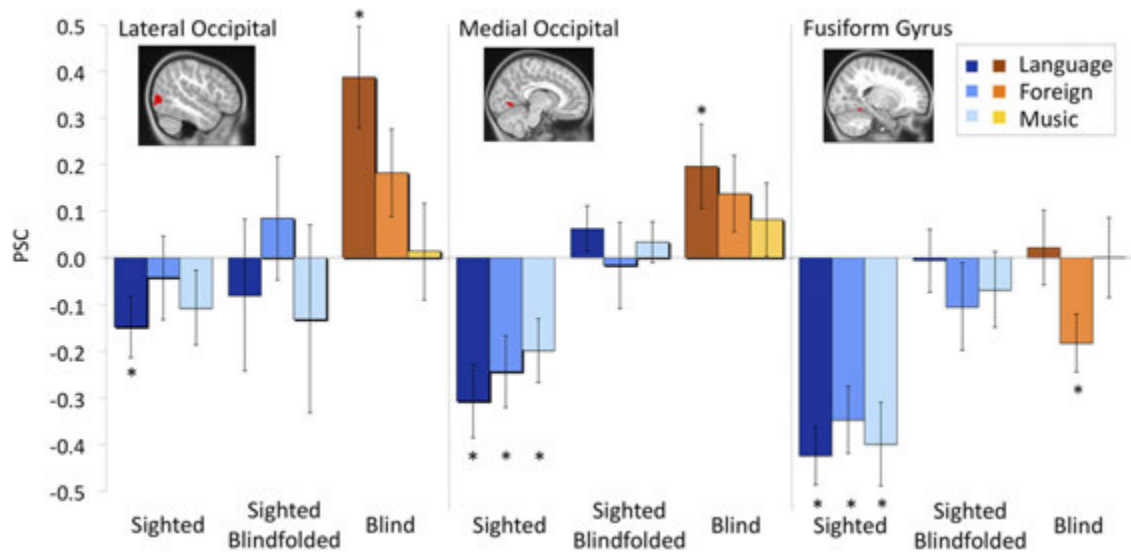 Lateral Occipital
Medial Occipital
Fusiform Gyrus
Language
Foreign
Music
PSC
0.5
0.4
0.3
0.2
0.1
0.0
-0.1
-0.2
-0.3
-0.4
-0.5
*
*
*
* * *
*
* * *
Sighted
Sighted
Blindfolded
Blind
Sighted
Sighted
Blindfolded
Blind
Sighted
Sighted
Blindfolded
Blind